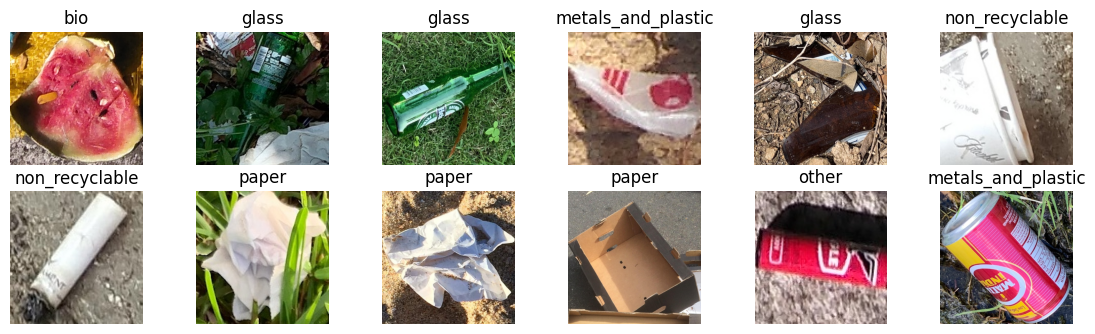 bio
glass
glass
metals_and_plastic
glass
non_recyclable
non_recyclable
paper
paper
paper
other
metals_and_plastic